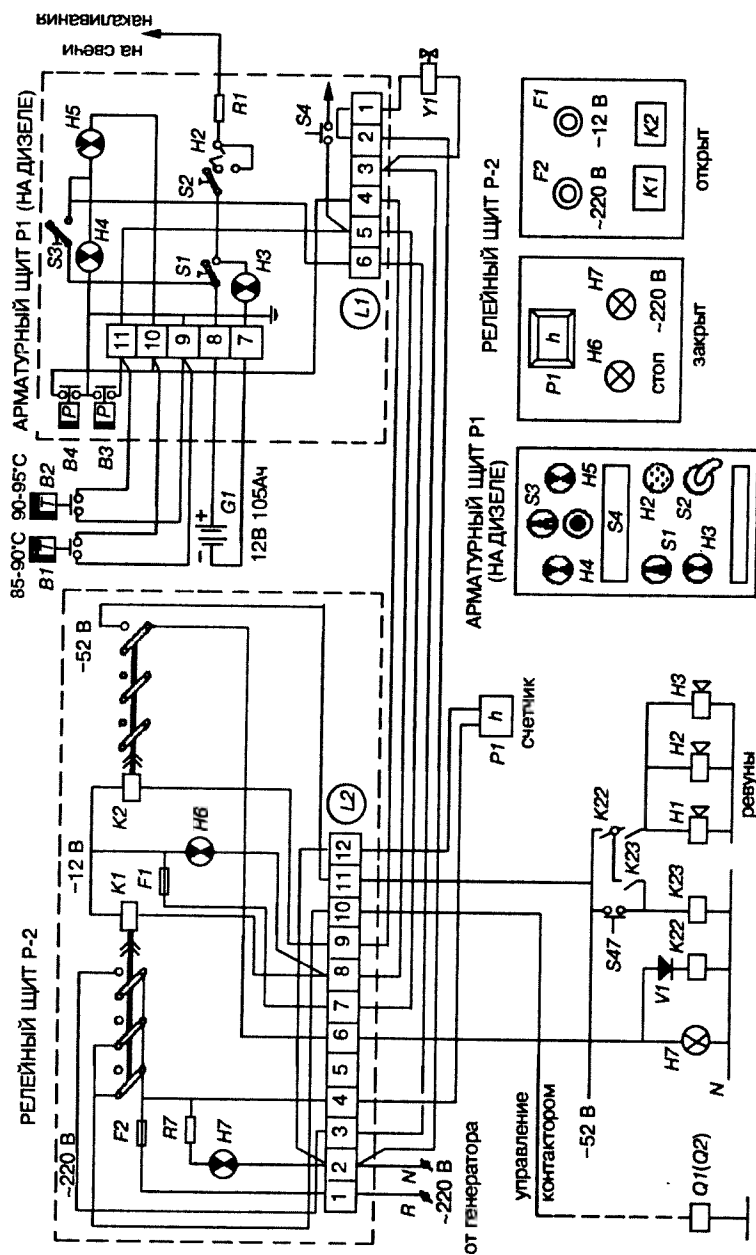 РЕЛЕЙНЫЙ ЩИТ Р-2
~220 В
−12 В
−52 В
K1
K2
F2
F1
R7
H7
H6
1 2 3 4 5 6 7 8 9 10 11 12
L2
R N
~220 В
от генератора
P1 h
счетчик
85-90°С 90-95°С
B1 B2
B4
B3
− +
G1
12В 105Ач
АРМАТУРНЫЙ ЩИТ Р1 (НА ДИЗЕЛЕ)
S3
H4
H5
11
10
9
8
7
S1
S2
H2
H3
R1
на свечи
накаливания
6 5 4 3 2 1
L1
S4
Y1
управление
контактором
−52 В
Q1(Q2)
N
H7
V1
K22
K23
S47
K23
K22
H1 H2 H3
ревуны
АРМАТУРНЫЙ ЩИТ Р1
(НА ДИЗЕЛЕ)
S3
H4
H5
S4
S1
H2
H3
S2
РЕЛЕЙНЫЙ ЩИТ Р-2
P1
h
H6
H7
стоп ~220 В
закрыт
F2
F1
~220 В −12 В
K1 K2
открыт